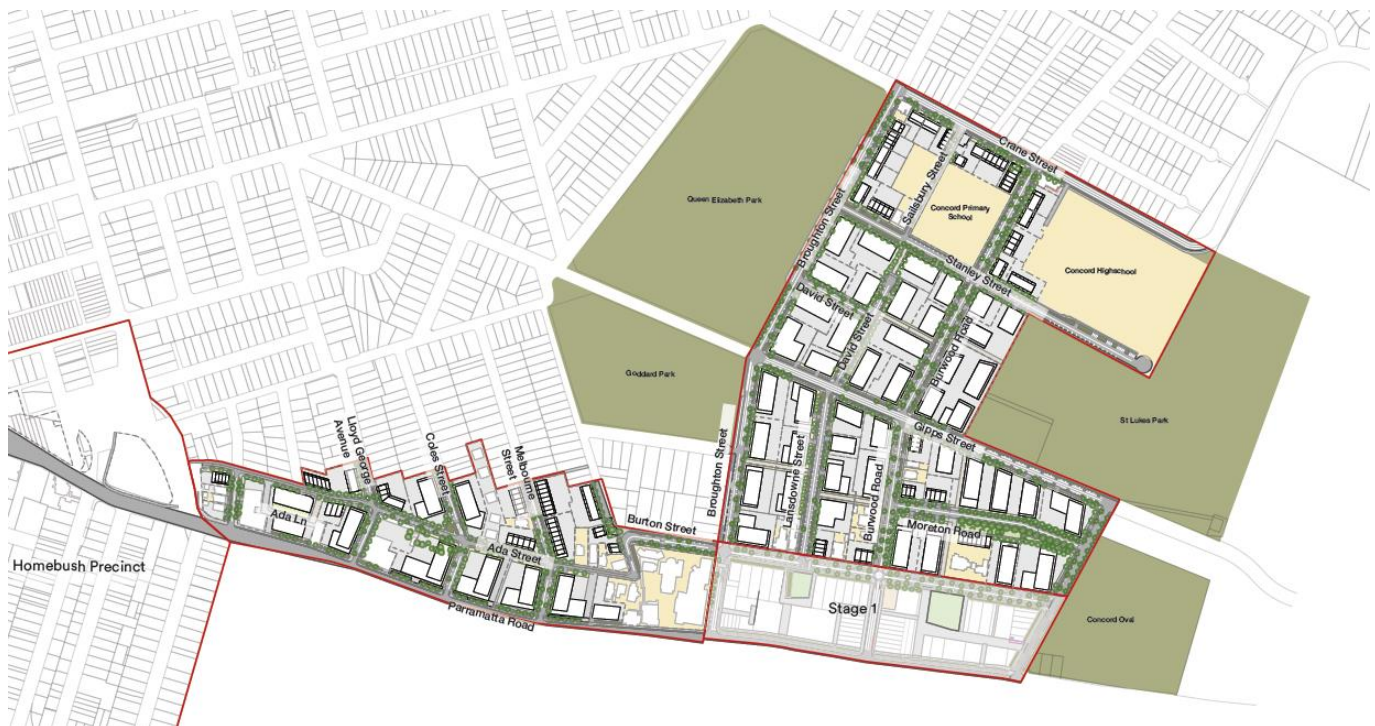 Crane Street
Queen Elizabeth Park
Sailsbury Street
Concord Primary
School
Broughton Street
Concord Highschool
Stanley Street
David Street
David Street
Burwood Road
Goddard Park
St Lukes Park
Gipps Street
Lloyd George
Avenue
Coles Street
Melbourne
Street
Broughton Street
Lansdowne Street
Burwood Road
Moreton Road
Burton Street
Ada Ln
Ada Street
Homebush Precinct
Parramatta Road
Stage 1
Concord Oval